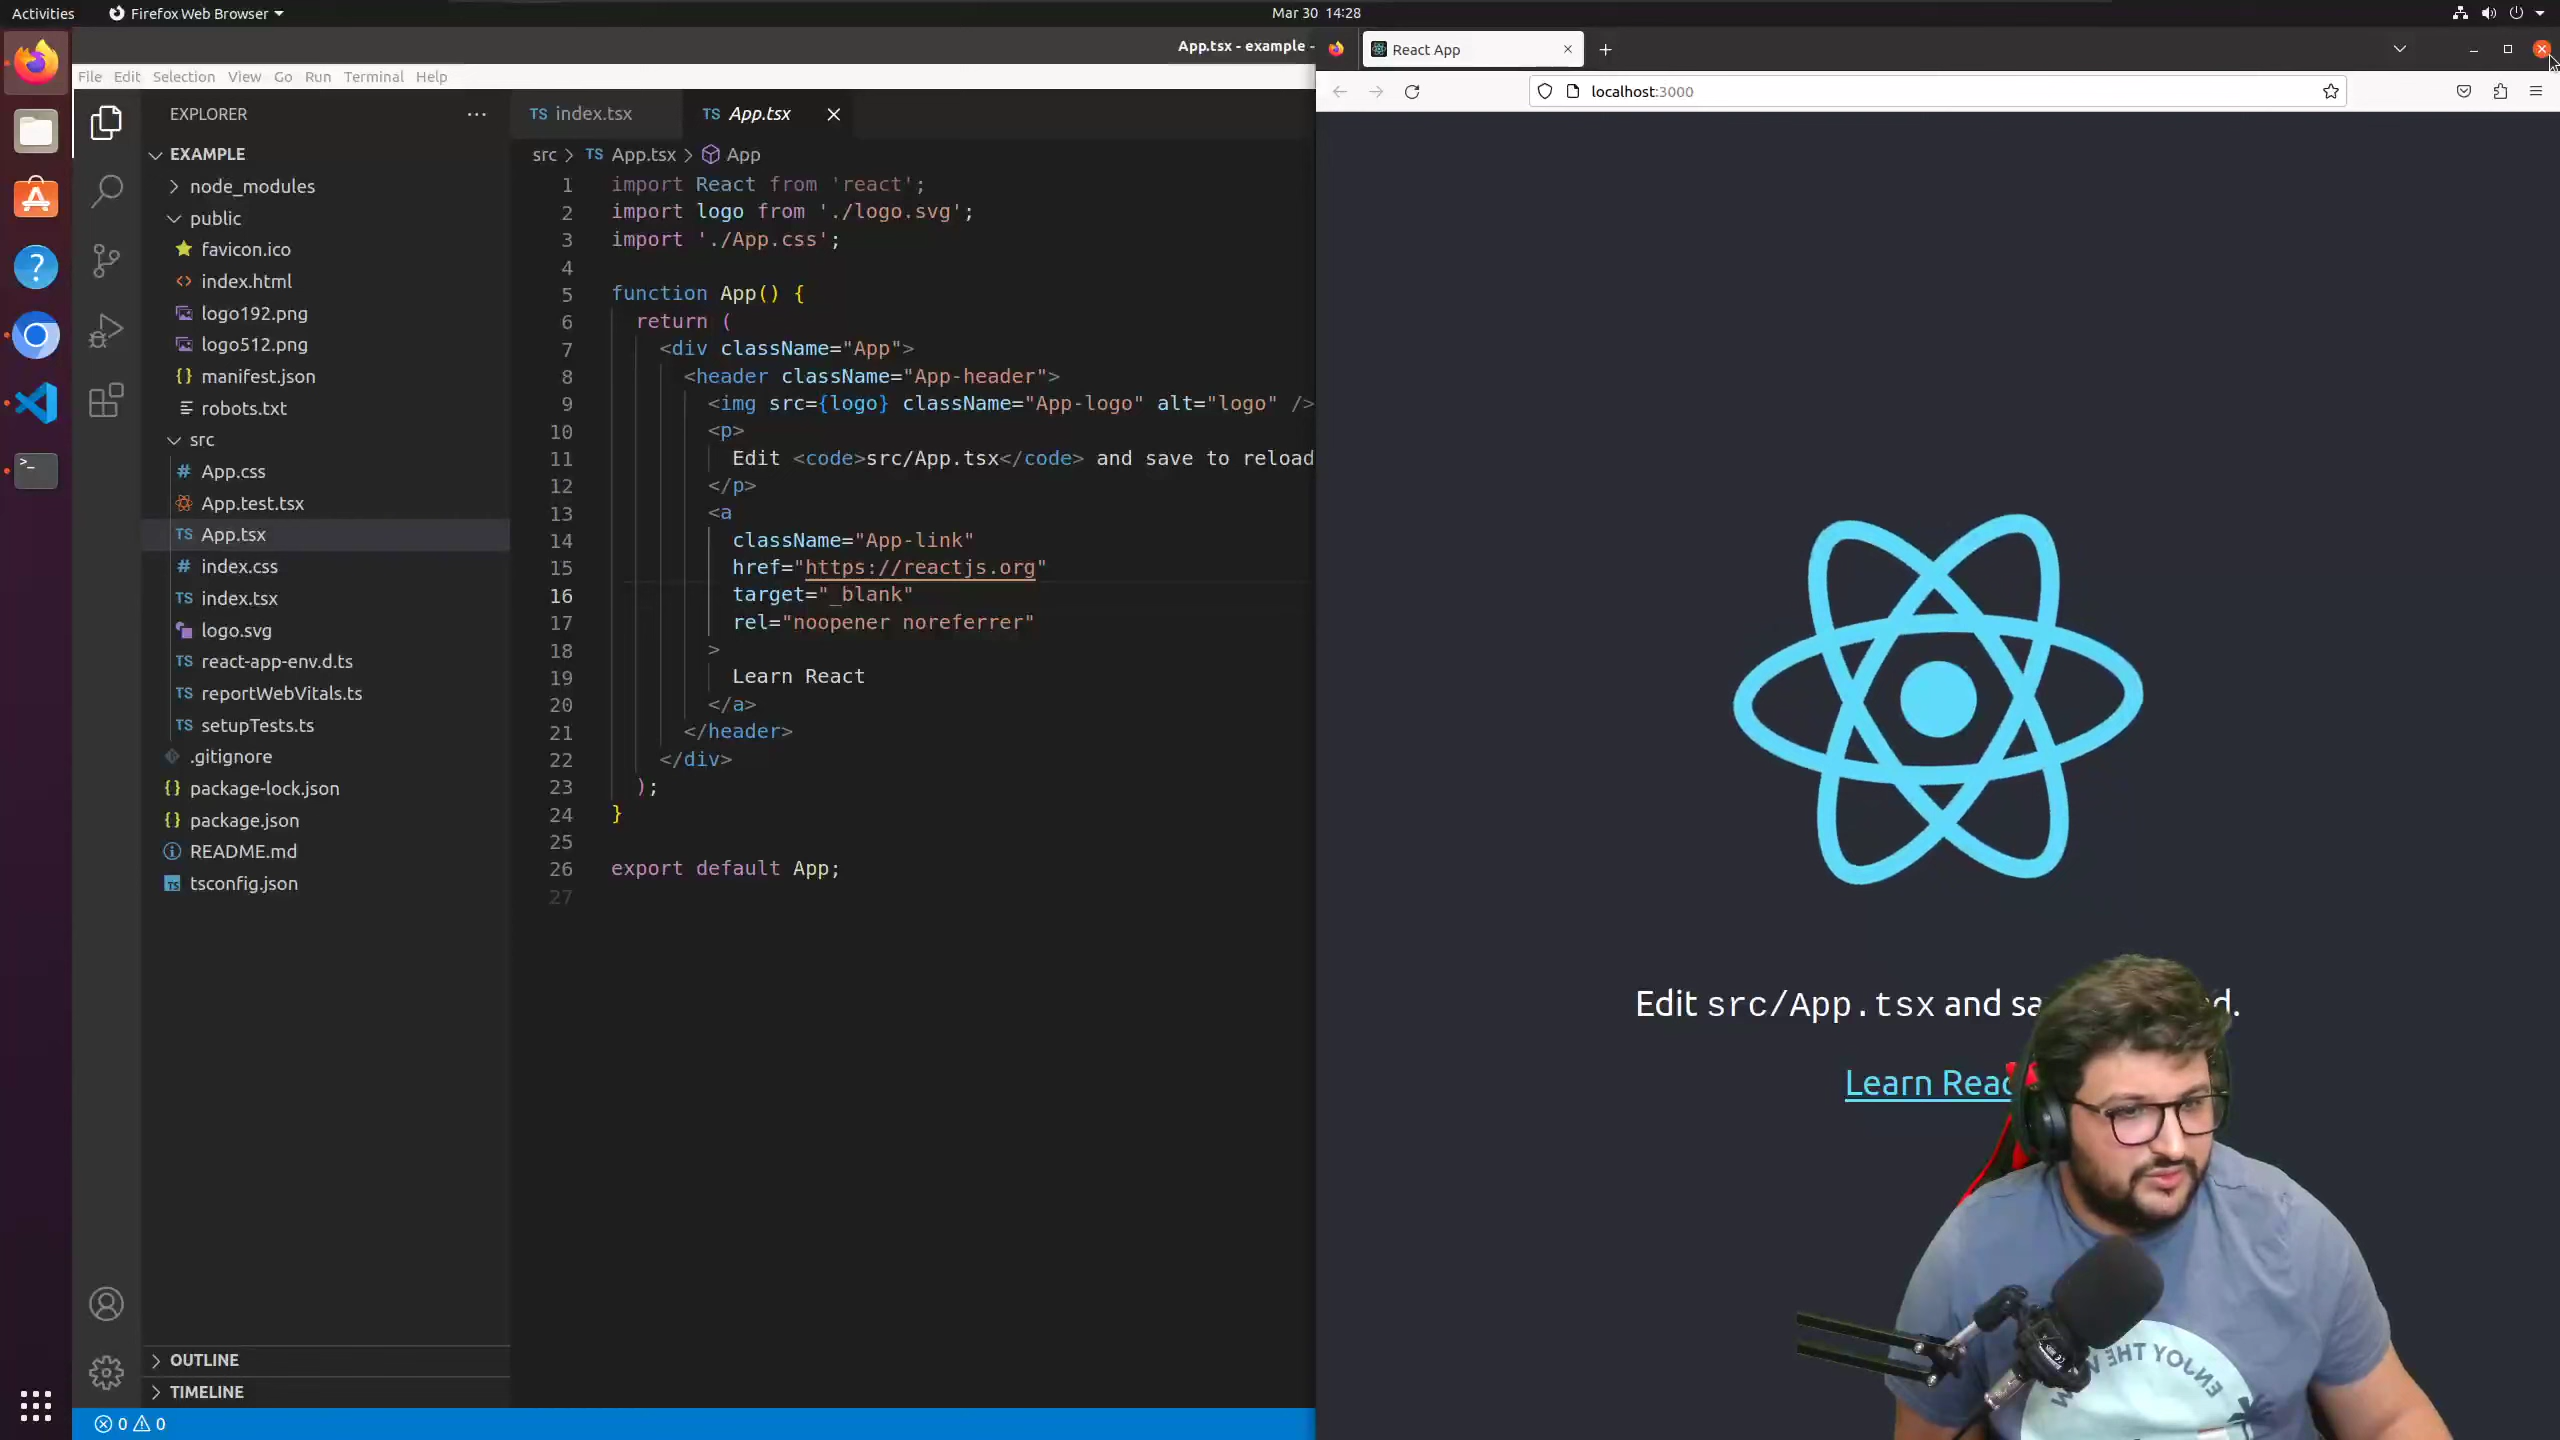 Activities
Firefox Web Browser
Mar 30 14:28
App.tsx - example -
File Edit Selection View Go Run Terminal Help
EXPLORER
EXAMPLE
node_modules
public
favicon.ico
index.html
logo192.png
logo512.png
manifest.json
robots.txt
src
App.css
App.test.tsx
App.tsx
index.css
index.tsx
logo.svg
react-app-env.d.ts
reportWebVitals.ts
setupTests.ts
.gitignore
package-lock.json
package.json
README.md
tsconfig.json
OUTLINE
TIMELINE
0 0
TS index.tsx
TS App.tsx
src > TS App.tsx > App
1 import React from 'react';
2 import logo from './logo.svg';
3 import './App.css';
4
5 function App() {
6 return (
7 <div className="App">
8 <header className="App-header">
9 <img src={logo} className="App-logo" alt="logo" />
10 <p>
11 Edit <code>src/App.tsx</code> and save to reload
12 </p>
13 <a
14 className="App-link"
15 href="https://reactjs.org"
16 target="_blank"
17 rel="noopener noreferrer"
18 >
19 Learn React
20 </a>
21 </header>
22 </div>
23 );
24 }
25
26 export default App;
27
React App
localhost:3000
Edit src/App.tsx and sa d.
Learn Reac
ENJOY THE